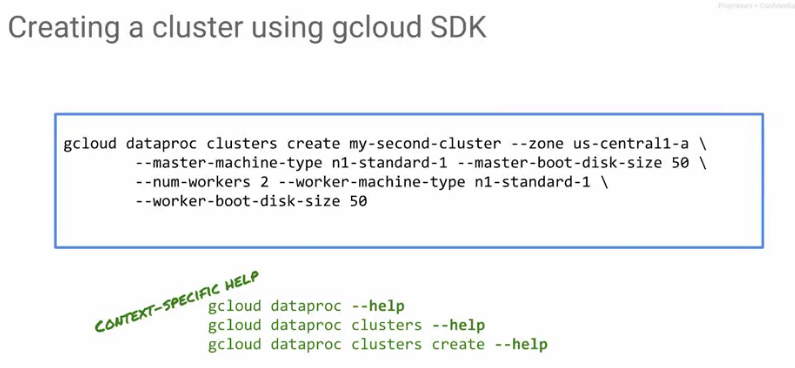 Proprietary + Confidential
Creating a cluster using gcloud SDK
gcloud dataproc clusters create my-second-cluster --zone us-central1-a \
--master-machine-type n1-standard-1 --master-boot-disk-size 50 \
--num-workers 2 --worker-machine-type n1-standard-1 \
--worker-boot-disk-size 50
CONTEXT-SPECIFIC HELP
gcloud dataproc --help
gcloud dataproc clusters --help
gcloud dataproc clusters create --help